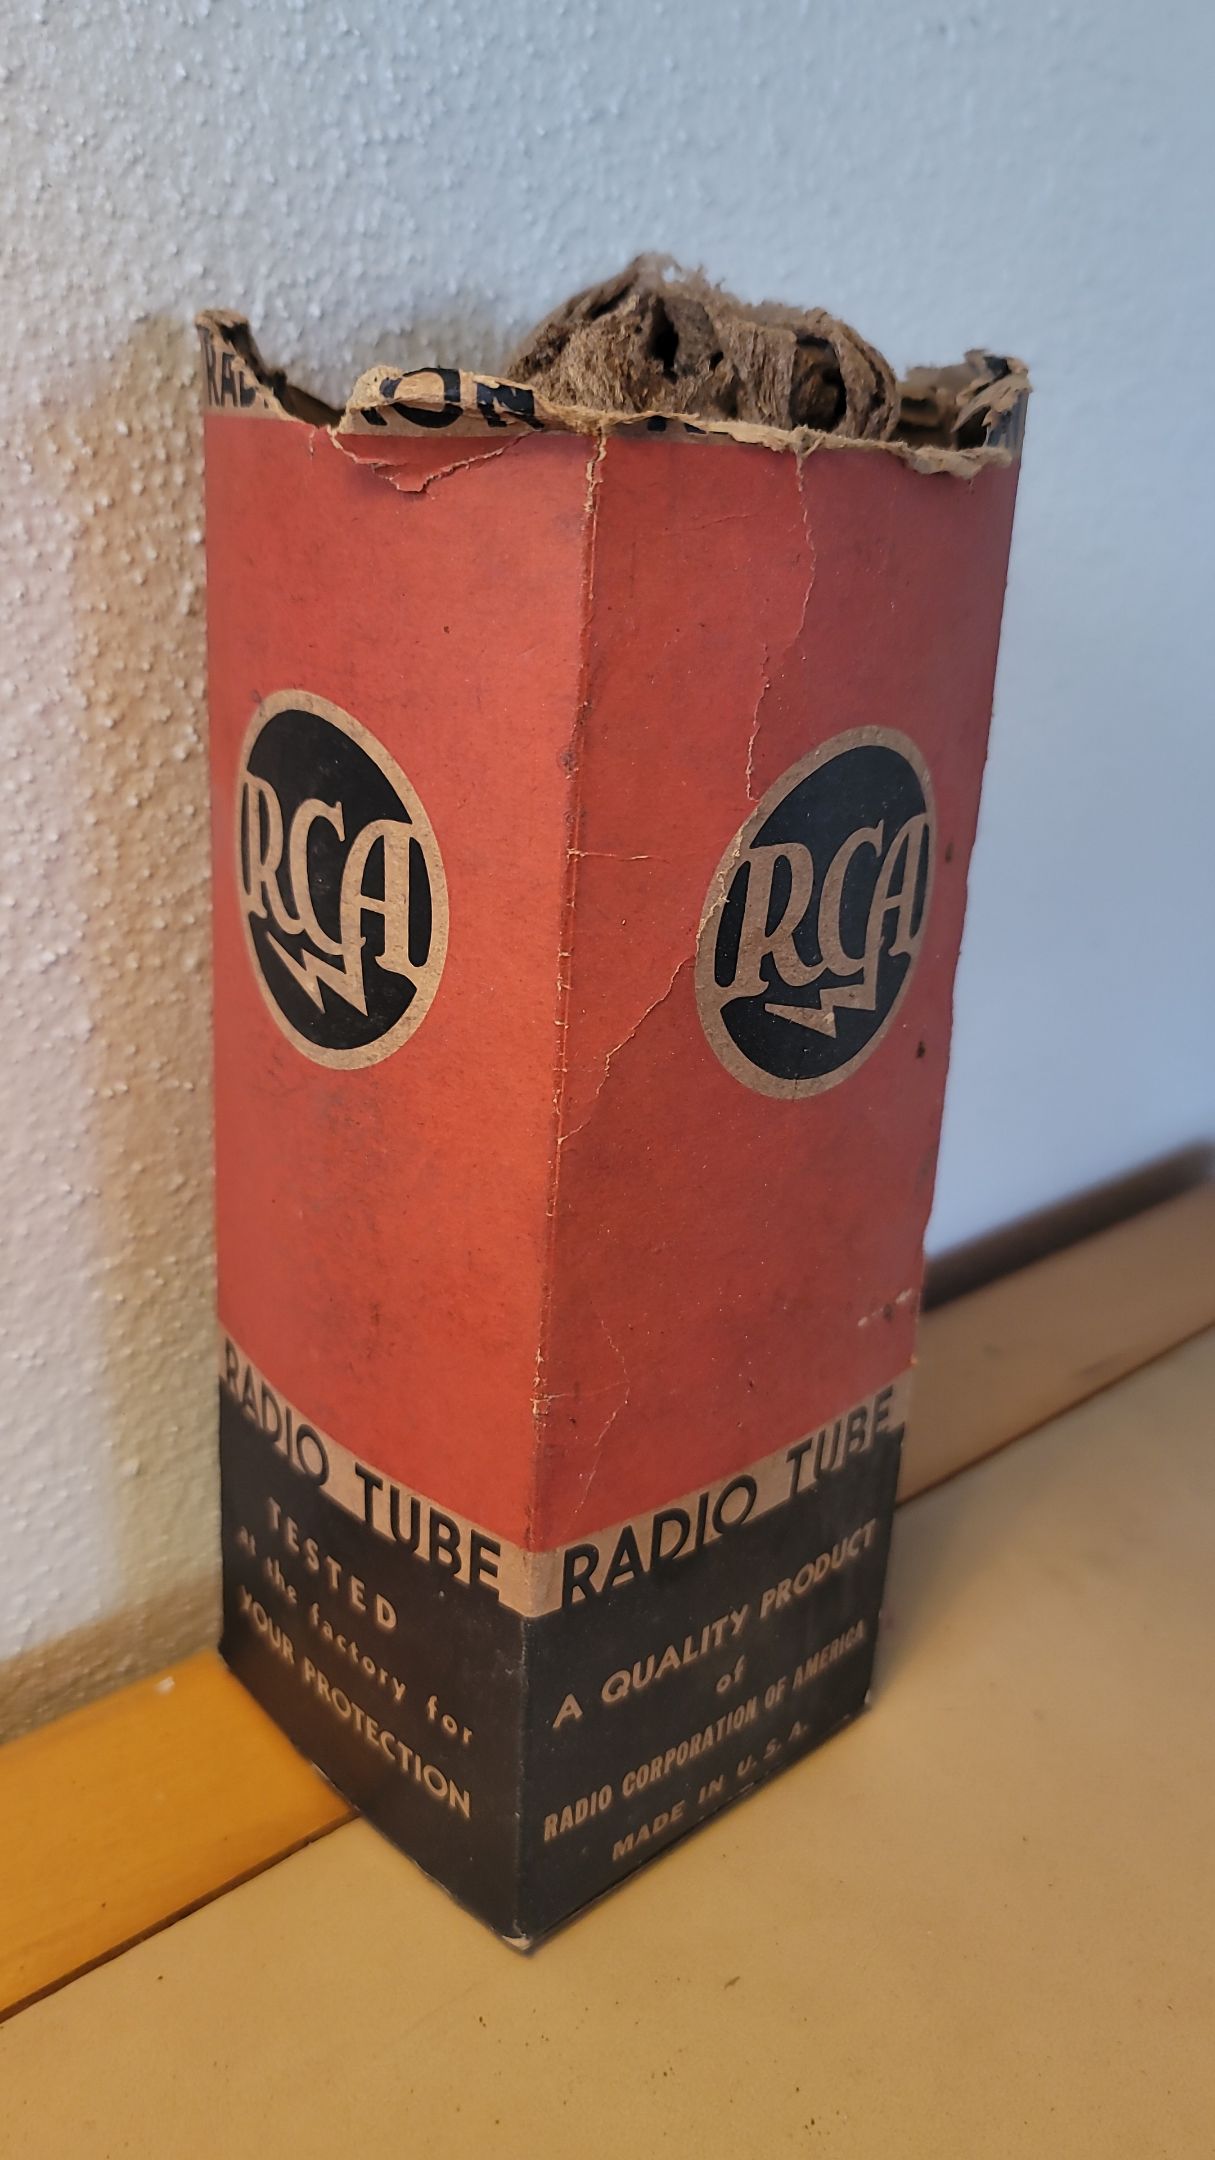 RCA
RADIO TUBE
TESTED
at the factory for
YOUR PROTECTION
RCA
RADIO TUBE
A QUALITY PRODUCT
of
RADIO CORPORATION OF AMERICA
MADE IN U.S.A.